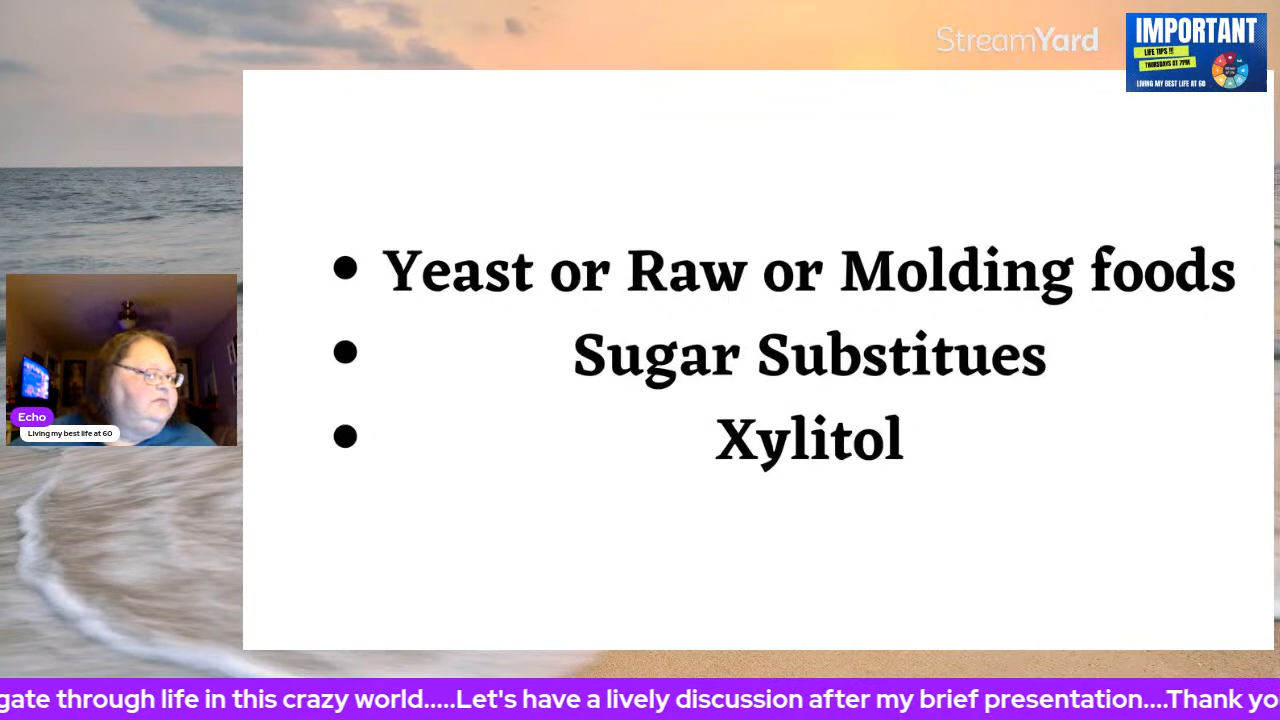 StreamYard
IMPORTANT
LIFE TIPS !!!
THURSDAYS AT 7PM
LIVING MY BEST LIFE AT 60
• Yeast or Raw or Molding foods
• Sugar Substitues
• Xylitol
Echo
Living my best life at 60
gate through life in this crazy world.....Let's have a lively discussion after my brief presentation....Thank yo